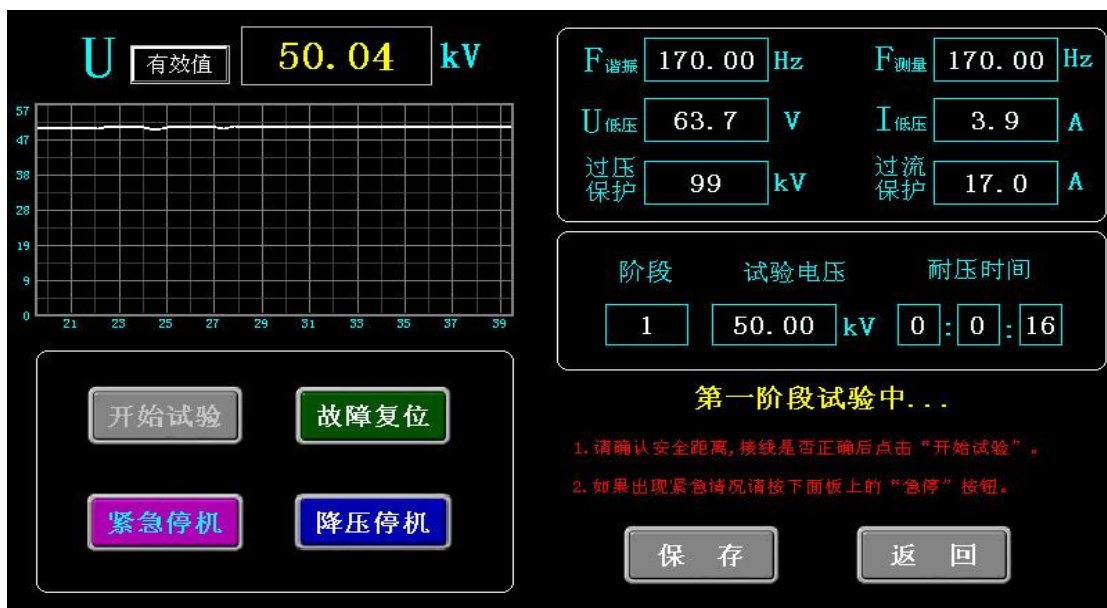 U 有效值 50.04 kV
57
47
38
28
19
9
0
21 23 25 27 29 31 33 35 37 39
F谐振 170.00 Hz F测量 170.00 Hz
U低压 63.7 V I低压 3.9 A
过压保护 99 kV 过流保护 17.0 A
阶段 试验电压 耐压时间
1 50.00 kV 0 : 0 : 16
开始试验 故障复位
紧急停机 降压停机
第一阶段试验中...
1.请确认安全距离,接线是否正确后点击“开始试验”。
2.如果出现紧急情况请按下面板上的“急停”按钮。
保 存 返 回